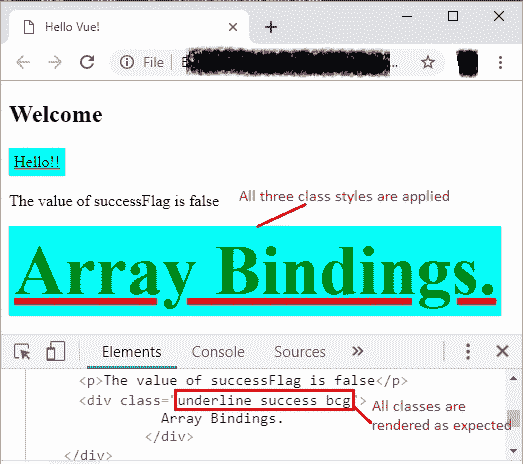 Hello Vue!
File
Welcome
Hello!!
The value of successFlag is false
All three class styles are applied
Array Bindings.
Elements Console Sources
<p>The value of successFlag is false</p>
<div class="underline success bcg">
Array Bindings.
</div>
</div>
All classes are
rendered as expected